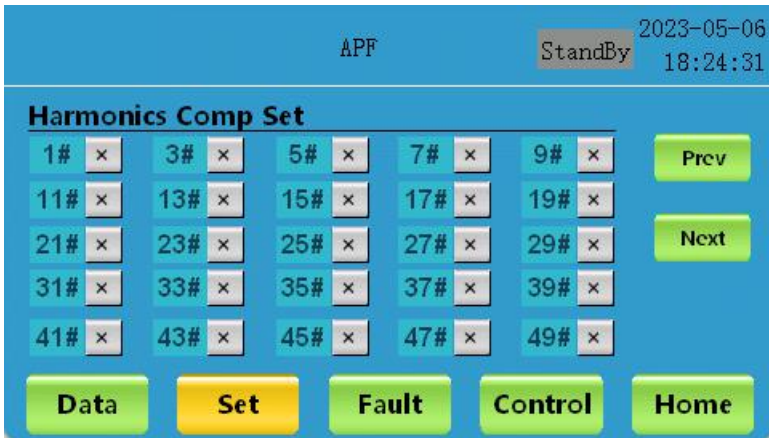 APF
StandBy
2023-05-06
18:24:31
Harmonics Comp Set
1# × 3# × 5# × 7# × 9# ×
Prev
11# × 13# × 15# × 17# × 19# ×
21# × 23# × 25# × 27# × 29# ×
Next
31# × 33# × 35# × 37# × 39# ×
41# × 43# × 45# × 47# × 49# ×
Data Set Fault Control Home